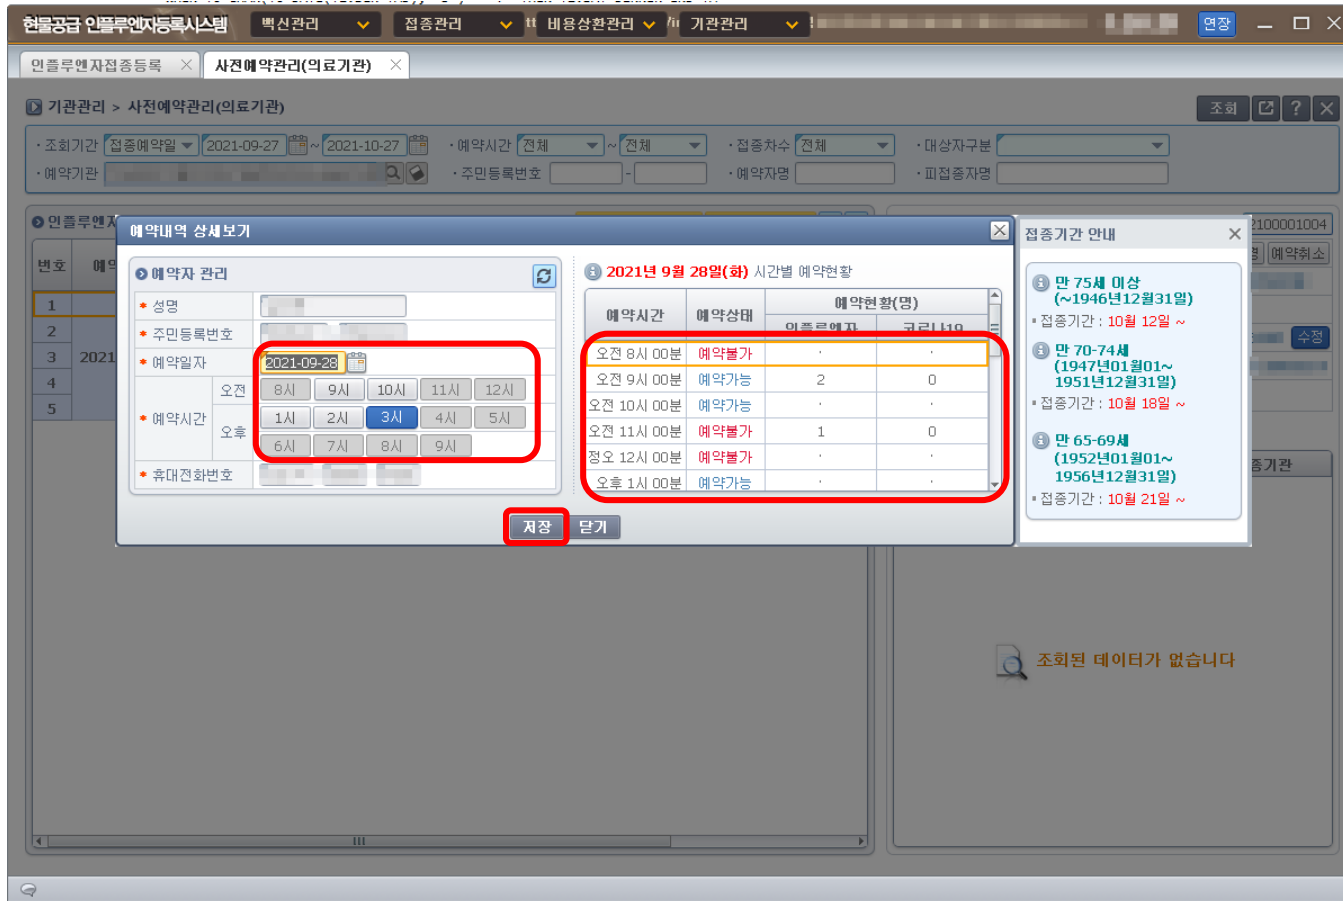 현물공급 인플루엔자등록시스템 백신관리 접종관리 tt 비용상환관리 기관관리 연장
인플루엔자접종등록 사전예약관리(의료기관)
기관관리 > 사전예약관리(의료기관) 조회 ?
·조회기간 접종예약일 2021-09-27 ~ 2021-10-27 ·예약시간 전체 ~ 전체 ·접종차수 전체 ·대상자구분
·예약기관 ·주민등록번호 - ·예약자명 ·피접종자명
인플루엔자 2100001004
번호 예약 예약취소
1
2
3 2021 수정
4
5
종기관
조회된 데이터가 없습니다
예약내역 상세보기
예약자 관리
* 성명
* 주민등록번호
* 예약일자 2021-09-28
* 예약시간
오전 8시 9시 10시 11시 12시
오후 1시 2시 3시 4시 5시
6시 7시 8시 9시
* 휴대전화번호
2021년 9월 28일(화) 시간별 예약현황
예약시간 예약상태 예약현황(명)
인플루엔자 코로나19
오전 8시 00분 예약불가 · ·
오전 9시 00분 예약가능 2 0
오전 10시 00분 예약가능 · ·
오전 11시 00분 예약불가 1 0
정오 12시 00분 예약불가 · ·
오후 1시 00분 예약가능 · ·
저장 닫기
접종기간 안내
만 75세 이상
(~1946년12월31일)
접종기간 : 10월 12일 ~
만 70-74세
(1947년01월01~
1951년12월31일)
접종기간 : 10월 18일 ~
만 65-69세
(1952년01월01~
1956년12월31일)
접종기간 : 10월 21일 ~